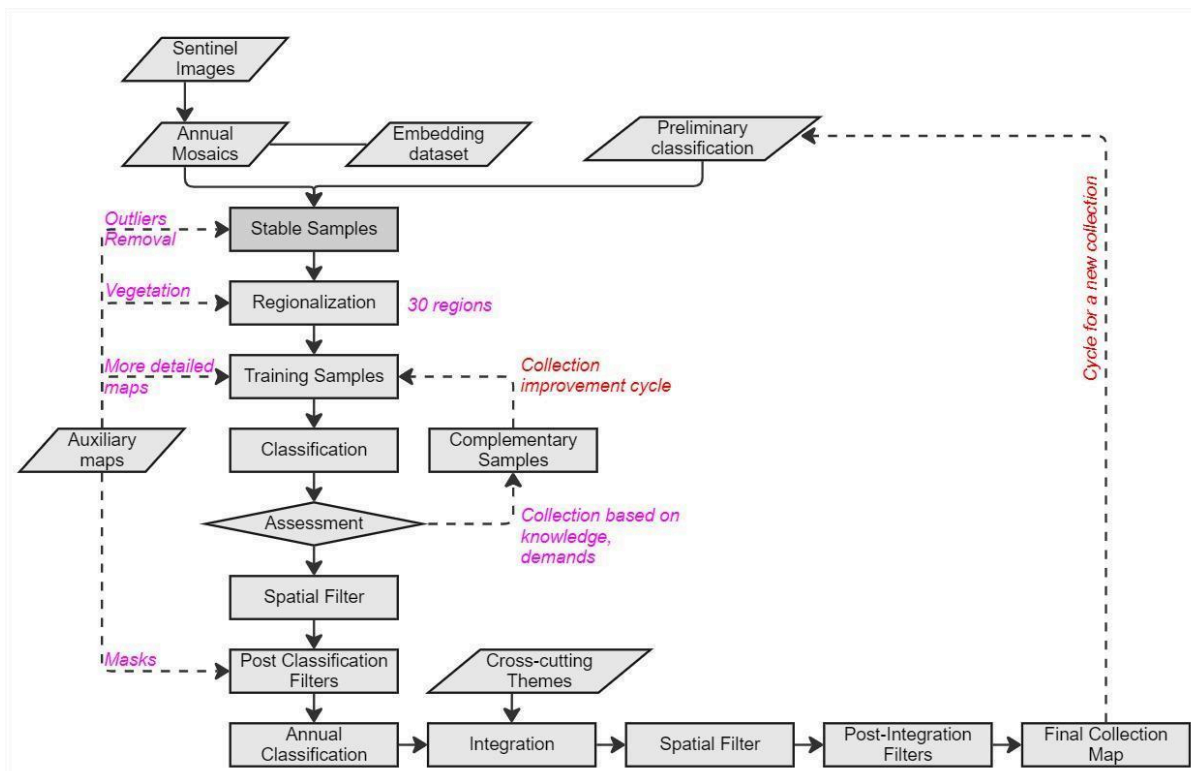 Sentinel
Images
Annual
Mosaics
Embedding
dataset
Preliminary
classification
Outliers
Removal
Stable Samples
Vegetation
Regionalization
30 regions
More detailed
maps
Training Samples
Collection
improvement cycle
Cycle for a new collection
Auxiliary
maps
Classification
Complementary
Samples
Assessment
Collection based on
knowledge,
demands
Spatial Filter
Masks
Post Classification
Filters
Cross-cutting
Themes
Annual
Classification
Integration
Spatial Filter
Post-Integration
Filters
Final Collection
Map